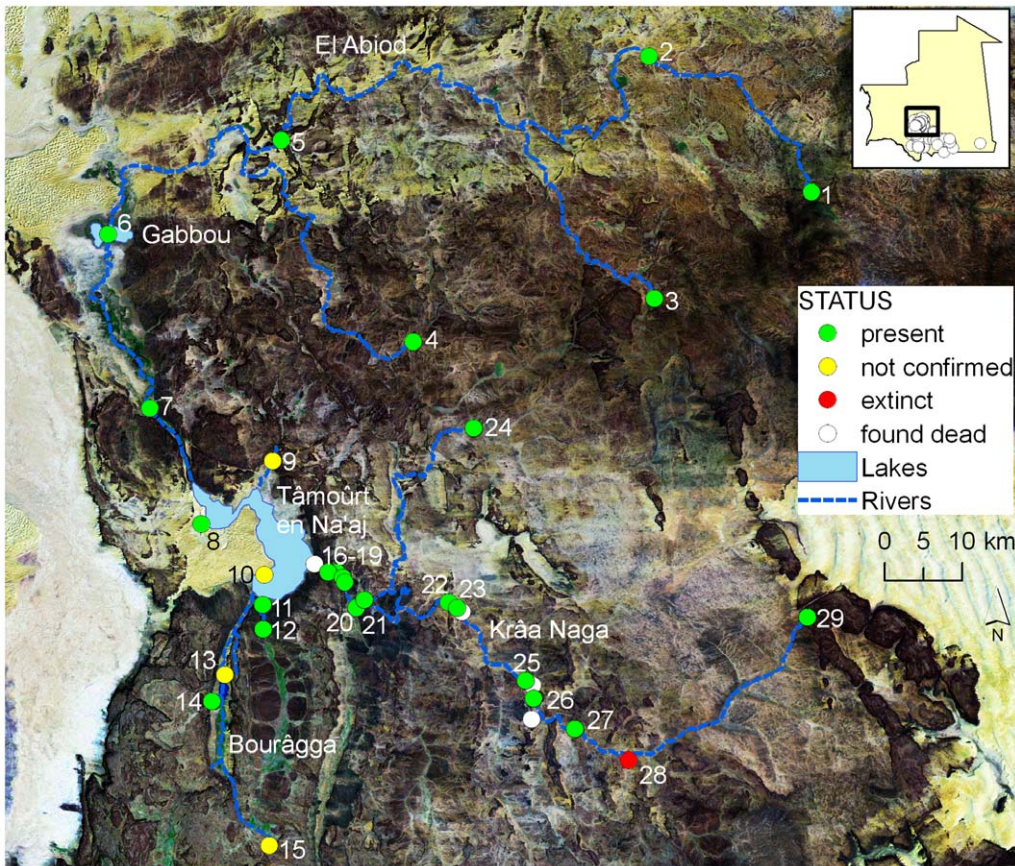 El Abiod
2
1
5
6
Gabbou
3
4
STATUS
present
not confirmed
extinct
found dead
Lakes
Rivers
7
24
9
Tâmoûrt
en Na'aj
8
0 5 10 km
N
10
16-19
11
12
20
21
22
23
Krâa Naga
29
13
14
25
26
27
Bourâgga
28
15